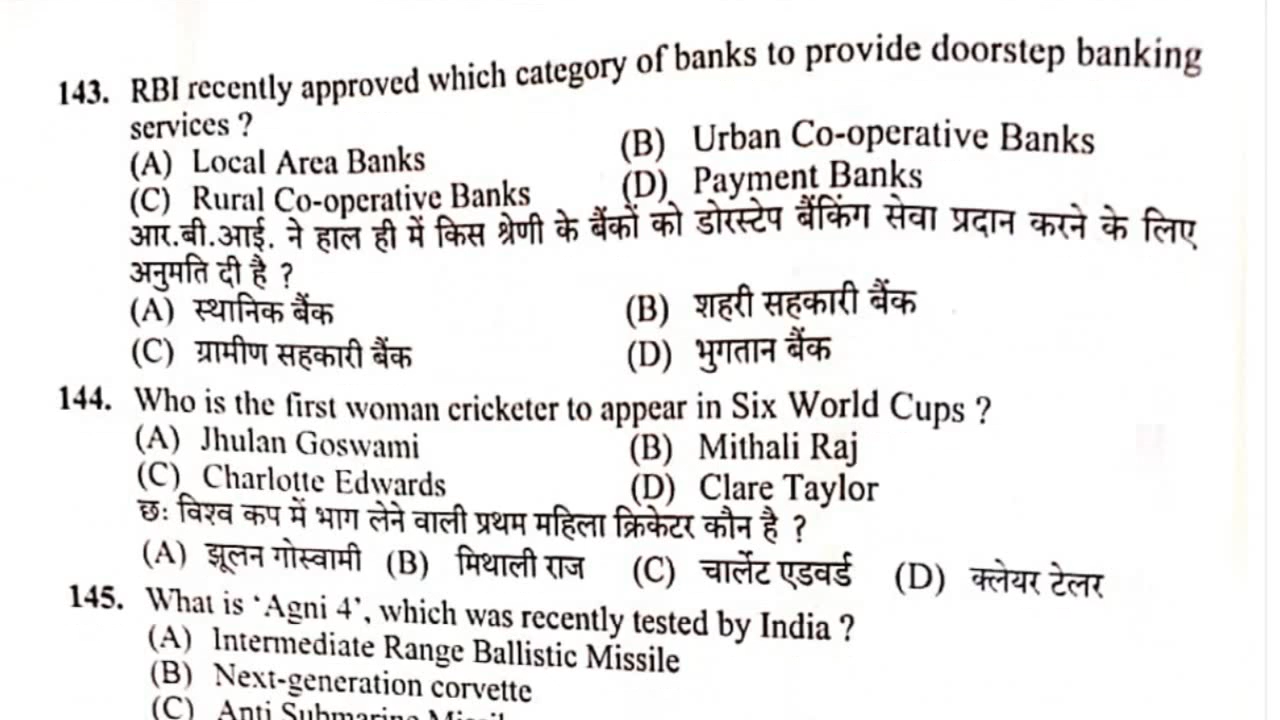 143. RBI recently approved which category of banks to provide doorstep banking
services ?
(A) Local Area Banks (B) Urban Co-operative Banks
(C) Rural Co-operative Banks (D) Payment Banks
आर.बी.आई. ने हाल ही में किस श्रेणी के बैंकों को डोरस्टेप बैंकिंग सेवा प्रदान करने के लिए
अनुमति दी है ?
(A) स्थानिक बैंक (B) शहरी सहकारी बैंक
(C) ग्रामीण सहकारी बैंक (D) भुगतान बैंक
144. Who is the first woman cricketer to appear in Six World Cups ?
(A) Jhulan Goswami (B) Mithali Raj
(C) Charlotte Edwards (D) Clare Taylor
छः विश्व कप में भाग लेने वाली प्रथम महिला क्रिकेटर कौन है ?
(A) झूलन गोस्वामी (B) मिथाली राज (C) चार्लेट एडवर्ड (D) क्लेयर टेलर
145. What is ‘Agni 4’, which was recently tested by India ?
(A) Intermediate Range Ballistic Missile
(B) Next-generation corvette
(C) Anti Submarine